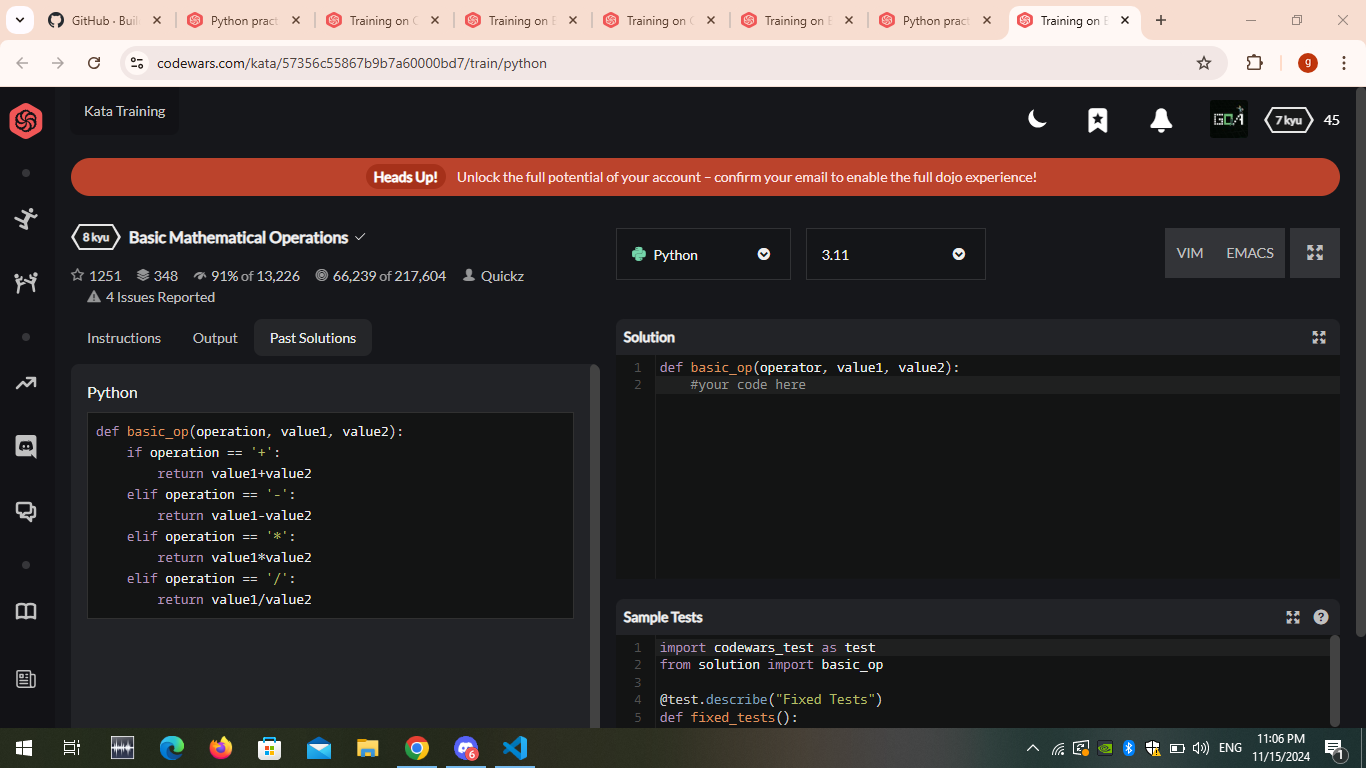 GitHub · Buil
Python pract
Training on C
Training on B
Training on C
Training on B
Python pract
Training on B
codewars.com/kata/57356c55867b9b7a60000bd7/train/python
g
Kata Training
GOA
7 kyu
45
Heads Up! Unlock the full potential of your account – confirm your email to enable the full dojo experience!
8 kyu Basic Mathematical Operations
1251 348 91% of 13,226 66,239 of 217,604 Quickz
4 Issues Reported
Python
3.11
VIM EMACS
Instructions Output Past Solutions
Python
def basic_op(operation, value1, value2):
    if operation == '+':
        return value1+value2
    elif operation == '-':
        return value1-value2
    elif operation == '*':
        return value1*value2
    elif operation == '/':
        return value1/value2
Solution
1 def basic_op(operator, value1, value2):
2     #your code here
Sample Tests
?
1 import codewars_test as test
2 from solution import basic_op
3
4 @test.describe("Fixed Tests")
5 def fixed_tests():
6
ENG
11:06 PM
11/15/2024
1